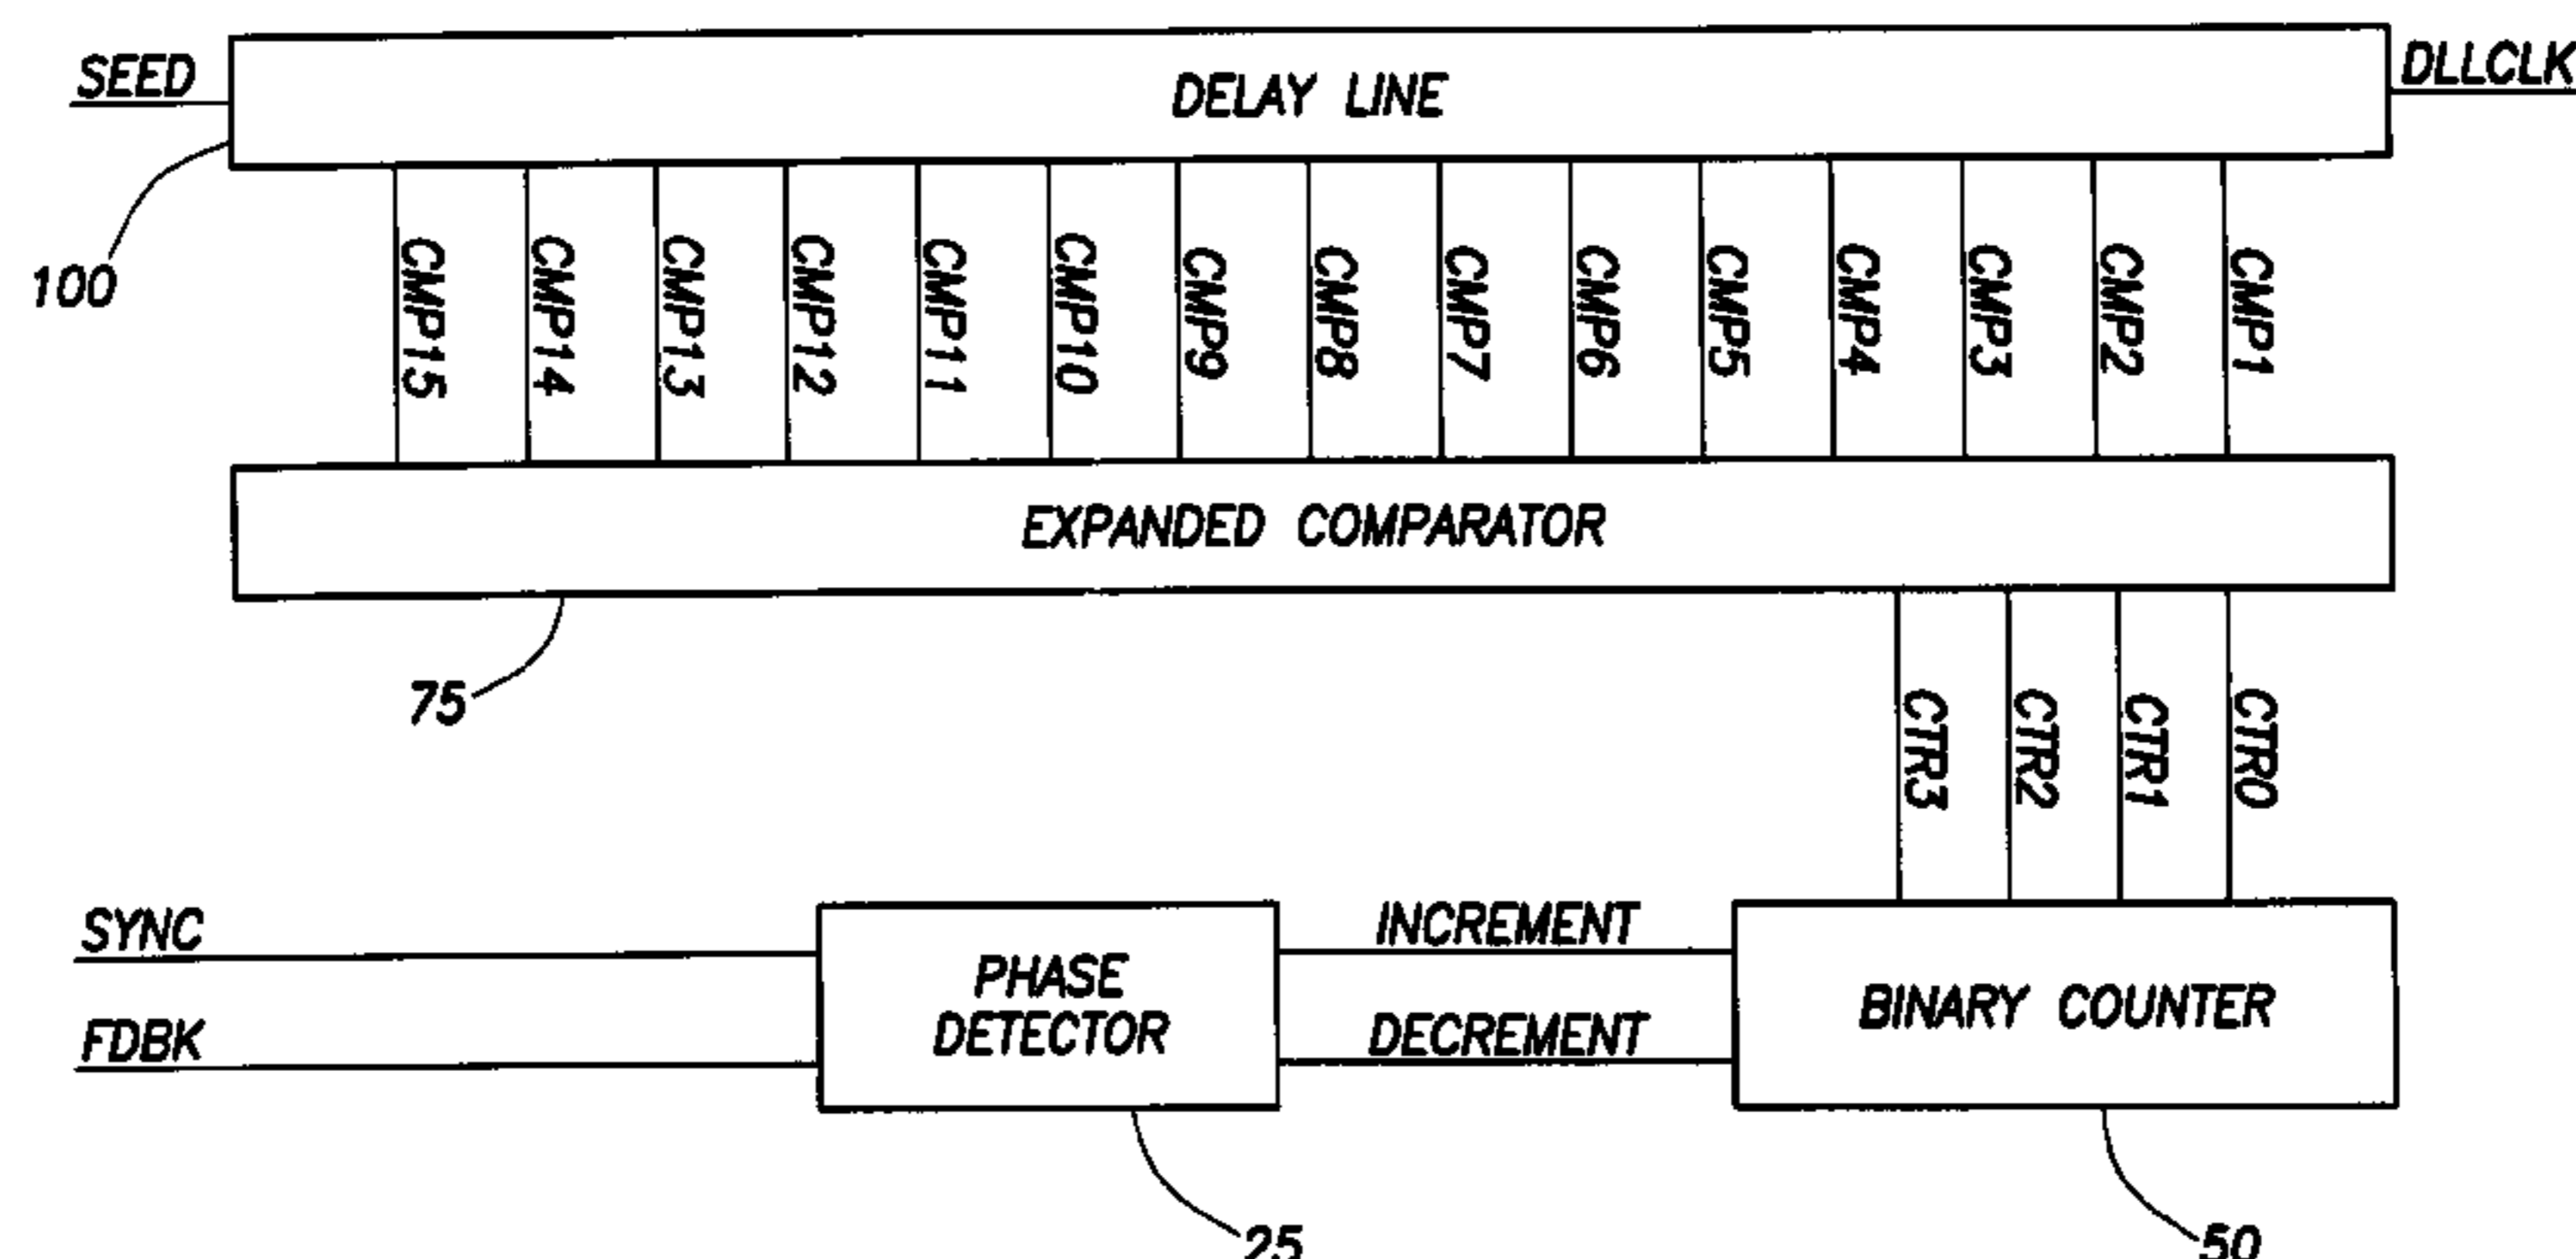 SEED
DELAY LINE
DLLCLK
100
CMP15
CMP14
CMP13
CMP12
CMP11
CMP10
CMP9
CMP8
CMP7
CMP6
CMP5
CMP4
CMP3
CMP2
CMP1
EXPANDED COMPARATOR
75
CTR3
CTR2
CTR1
CTR0
SYNC
FDBK
PHASE
DETECTOR
INCREMENT
DECREMENT
BINARY COUNTER
25
50